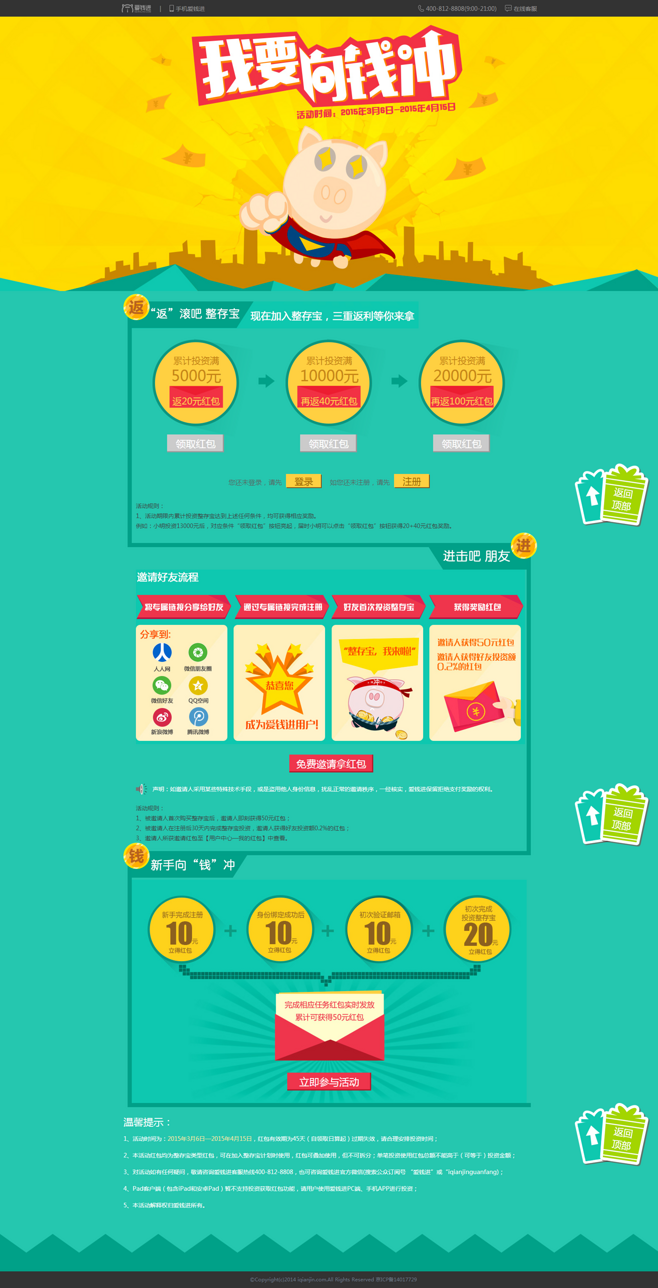 爱钱进
手机爱钱进
400-812-8808(9:00-21:00)
在线客服
我要向钱冲
活动时间：2015年3月6日—2015年4月15日
返
“返”滚吧 整存宝
现在加入整存宝，三重返利等你来拿
累计投资满
5000元
返20元红包
累计投资满
10000元
再返40元红包
累计投资满
20000元
再返100元红包
领取红包
领取红包
领取红包
您还未登录，请先
登录
如您还未注册，请先
注册
返回
顶部
活动规则：
1、活动期限内累计投资整存宝达到上述任何条件，均可获得相应奖励。
例如：小明投资13000元后，对应条件“领取红包”按钮亮起，届时小明可以点击“领取红包”按钮获得20+40元红包奖励。
进击吧 朋友
进
邀请好友流程
将专属链接分享给好友
通过专属链接完成注册
好友首次投资整存宝
获得奖励红包
分享到:
人人网
微信朋友圈
微信好友
QQ空间
新浪微博
腾讯微博
恭喜您
成为爱钱进用户!
“整存宝，我来啦!”
邀请人获得50元红包
邀请人获得好友投资额
0.2%的红包
免费邀请拿红包
声明：如邀请人采用某些特殊技术手段，或是盗用他人身份信息，扰乱正常的邀请秩序，一经核实，爱钱进保留拒绝支付奖励的权利。
返回
顶部
活动规则：
1、被邀请人首次购买整存宝后，邀请人即刻获得50元红包；
2、被邀请人在注册后30天内完成整存宝投资，邀请人获得好友投资额0.2%的红包；
3、邀请人所获邀请红包至【用户中心—我的红包】中查看。
钱
新手向“钱”冲
新手完成注册
10元
立得红包
身份绑定成功后
10元
立得红包
初次验证邮箱
10元
立得红包
初次完成
投资整存宝
20元
立得红包
完成相应任务红包实时发放
累计可获得50元红包
立即参与活动
返回
顶部
温馨提示：
1、活动时间为：2015年3月6日—2015年4月15日，红包有效期为45天（自领取日算起）过期失效，请合理安排投资时间；
2、本活动红包均为整存宝类型红包，可在加入整存宝计划时使用，红包可叠加使用，但不可拆分；单笔投资使用红包总额不能高于（可等于）投资金额；
3、对活动如有任何疑问，敬请咨询爱钱进客服热线400-812-8808，也可咨询爱钱进官方微信(搜索公众订阅号“爱钱进”或“iqianjinguanfang)；
4、Pad客户端（包含iPad和安卓Pad）暂不支持投资获取红包功能，请用户使用爱钱进PC端、手机APP进行投资；
5、本活动解释权归爱钱进所有。
Copyright(c)2014 iqianjin.com.All Rights Reserved 京ICP备14017729